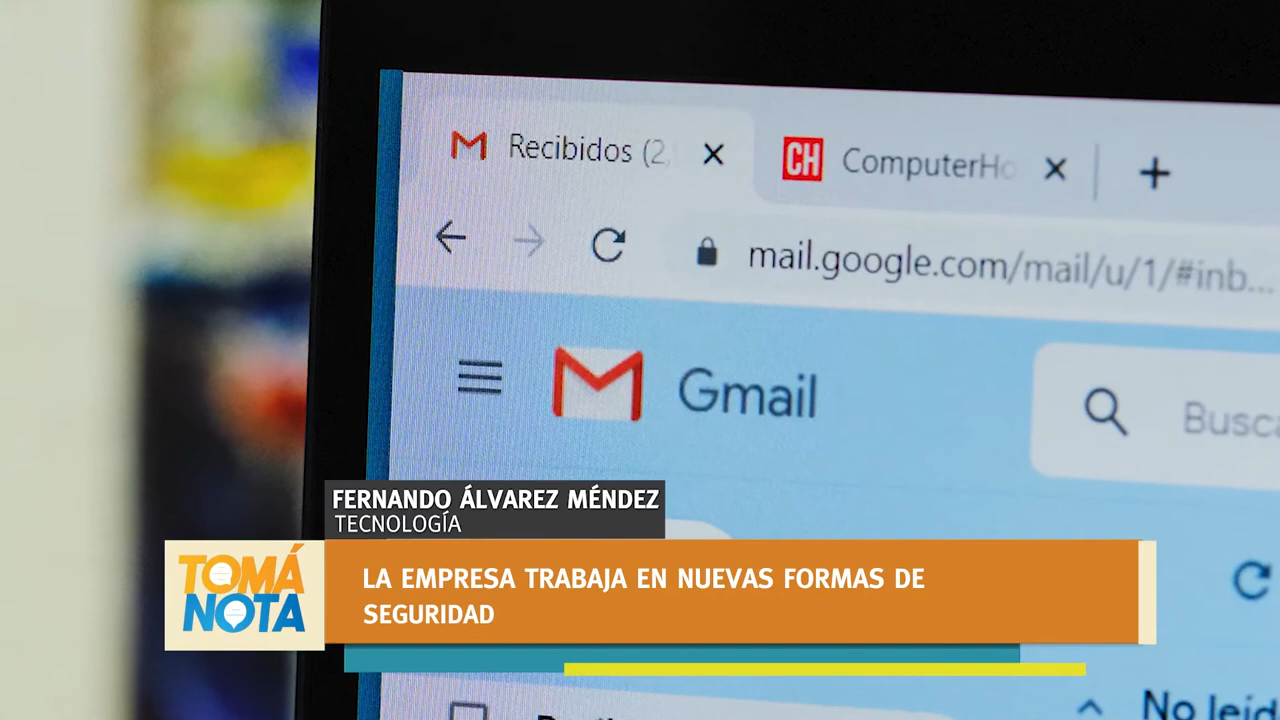 Recibidos (2
CH ComputerHo
mail.google.com/mail/u/1/#inb...
Gmail
Busca
FERNANDO ÁLVAREZ MÉNDEZ
TECNOLOGÍA
TOMÁ
NOTA
LA EMPRESA TRABAJA EN NUEVAS FORMAS DE
SEGURIDAD
No leid